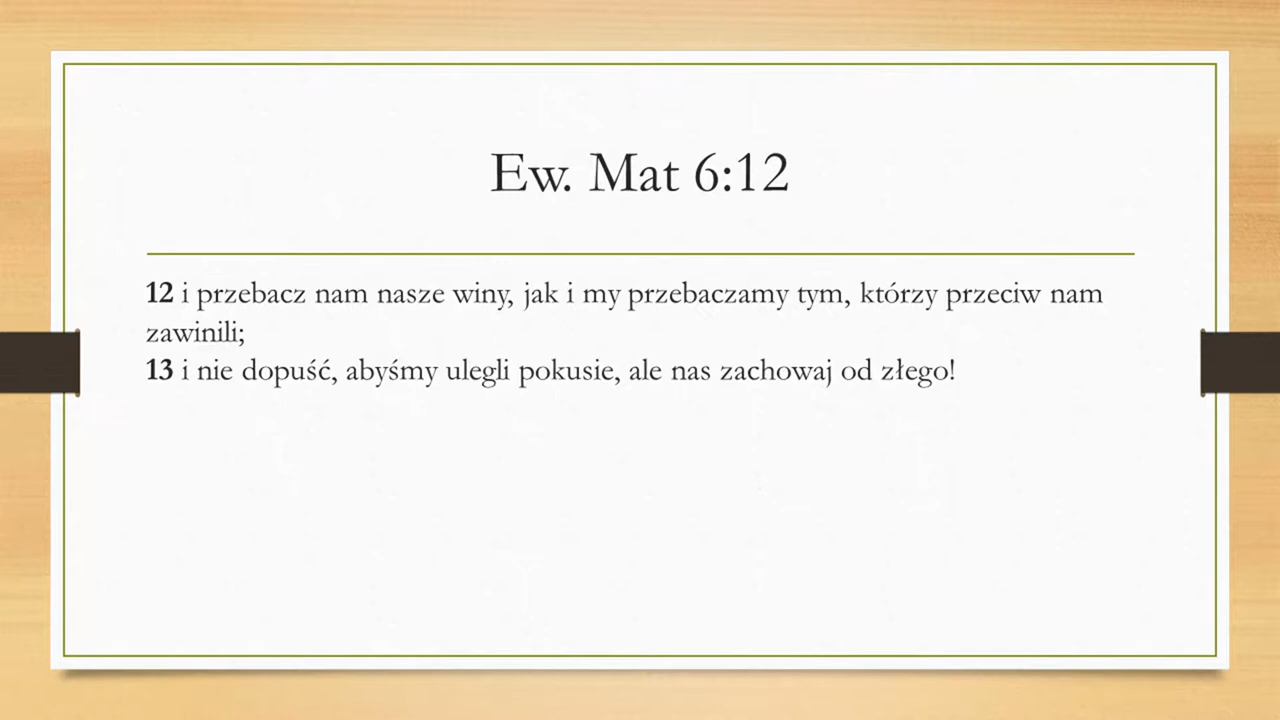 Ew. Mat 6:12
12 i przebacz nam nasze winy, jak i my przebaczamy tym, którzy przeciw nam
zawinili;
13 i nie dopuść, abyśmy ulegli pokusie, ale nas zachowaj od złego!